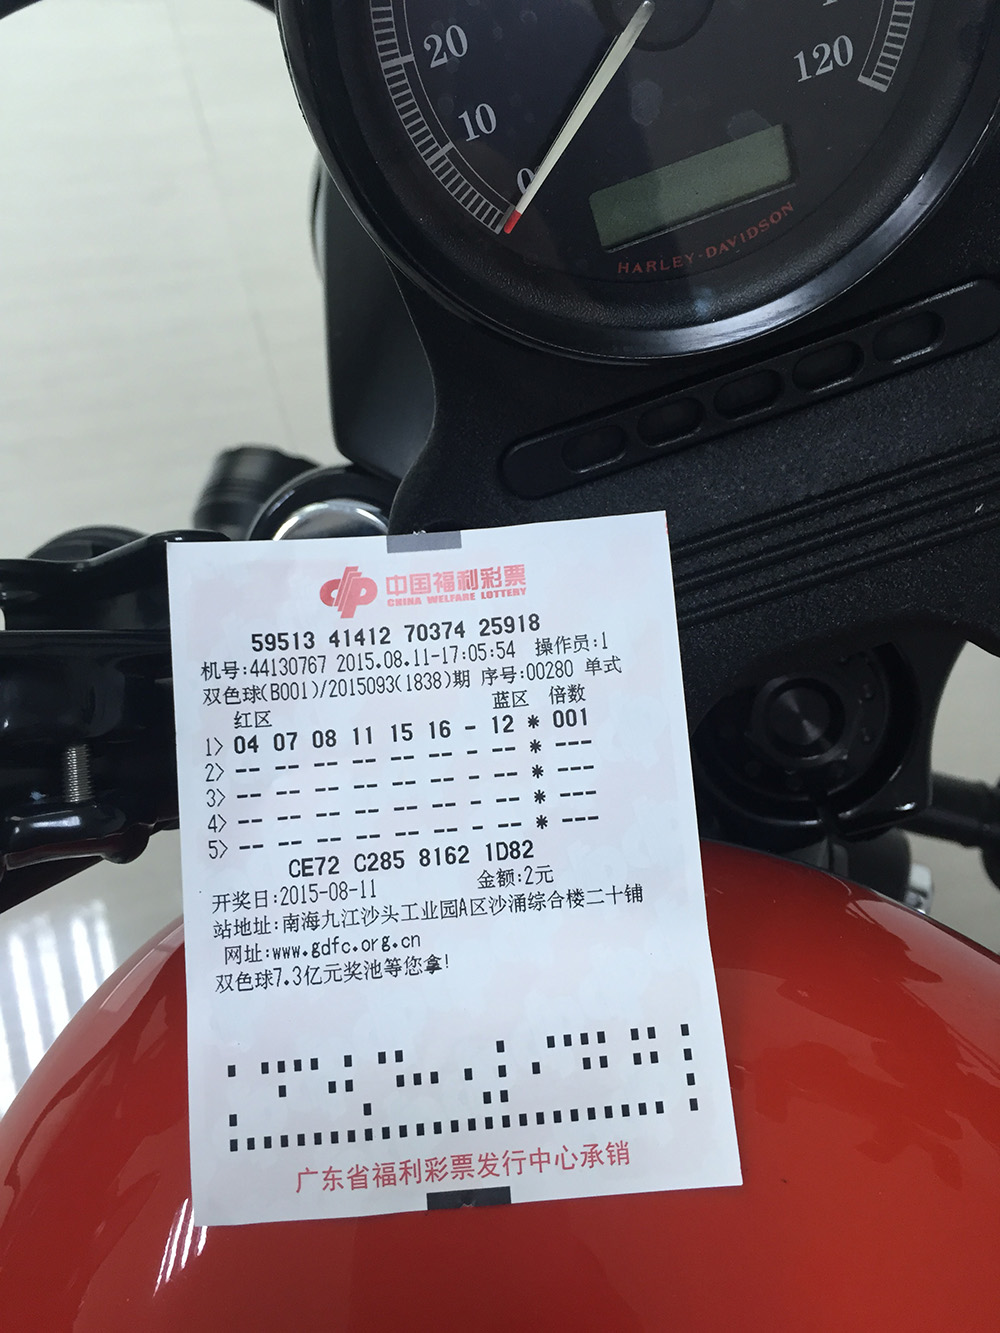 20
10
0
120
HARLEY-DAVIDSON
中国福利彩票
CHINA WELFARE LOTTERY
59513 41412 70374 25918
机号:44130767 2015.08.11-17:05:54 操作员:1
双色球(B001)/2015093(1838)期 序号:00280 单式
红区 蓝区 倍数
1> 04 07 08 11 15 16 - 12 * 001
2> -- -- -- -- -- -- - -- * ---
3> -- -- -- -- -- -- - -- * ---
4> -- -- -- -- -- -- - -- * ---
5> -- -- -- -- -- -- - -- * ---
CE72 C285 8162 1D82
开奖日:2015-08-11 金额:2元
站地址:南海九江沙头工业园A区沙涌综合楼二十铺
网址:www.gdfc.org.cn
双色球7.3亿元奖池等您拿!
广东省福利彩票发行中心承销